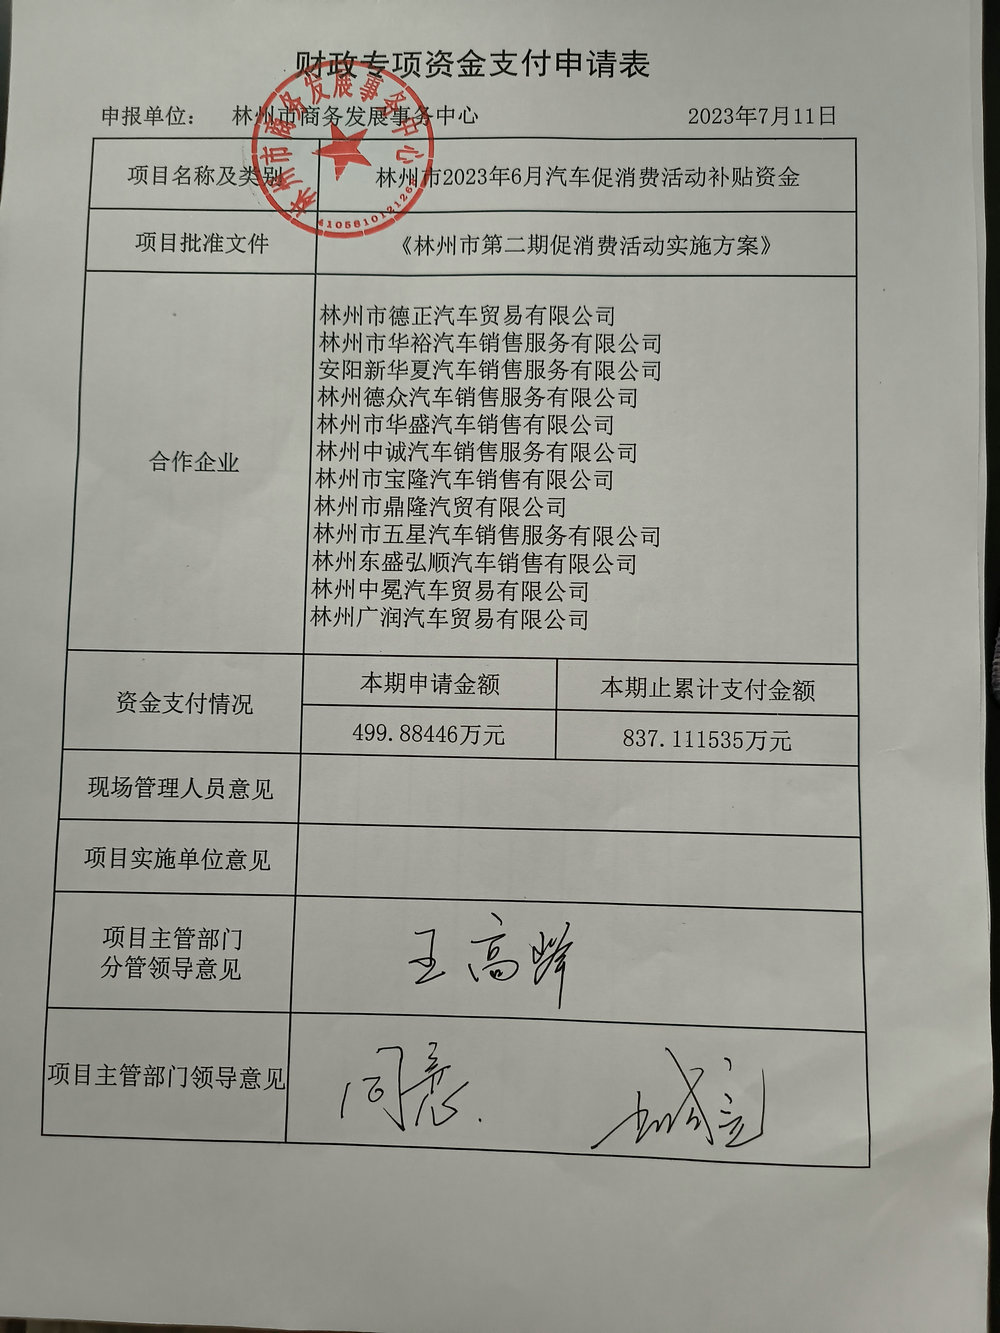 财政专项资金支付申请表
申报单位： 林州市商务发展事务中心 2023年7月11日
林州市商务发展事务中心
项目名称及类别 林州市2023年6月汽车促消费活动补贴资金
项目批准文件 《林州市第二期促消费活动实施方案》
合作企业
林州市德正汽车贸易有限公司
林州市华裕汽车销售服务有限公司
安阳新华夏汽车销售服务有限公司
林州德众汽车销售服务有限公司
林州市华盛汽车销售有限公司
林州中诚汽车销售服务有限公司
林州市宝隆汽车销售有限公司
林州市鼎隆汽贸有限公司
林州市五星汽车销售服务有限公司
林州东盛弘顺汽车销售有限公司
林州中冕汽车贸易有限公司
林州广润汽车贸易有限公司
资金支付情况
本期申请金额 本期止累计支付金额
499.88446万元 837.111535万元
现场管理人员意见
项目实施单位意见
项目主管部门
分管领导意见
王高峰
项目主管部门领导意见
同意.